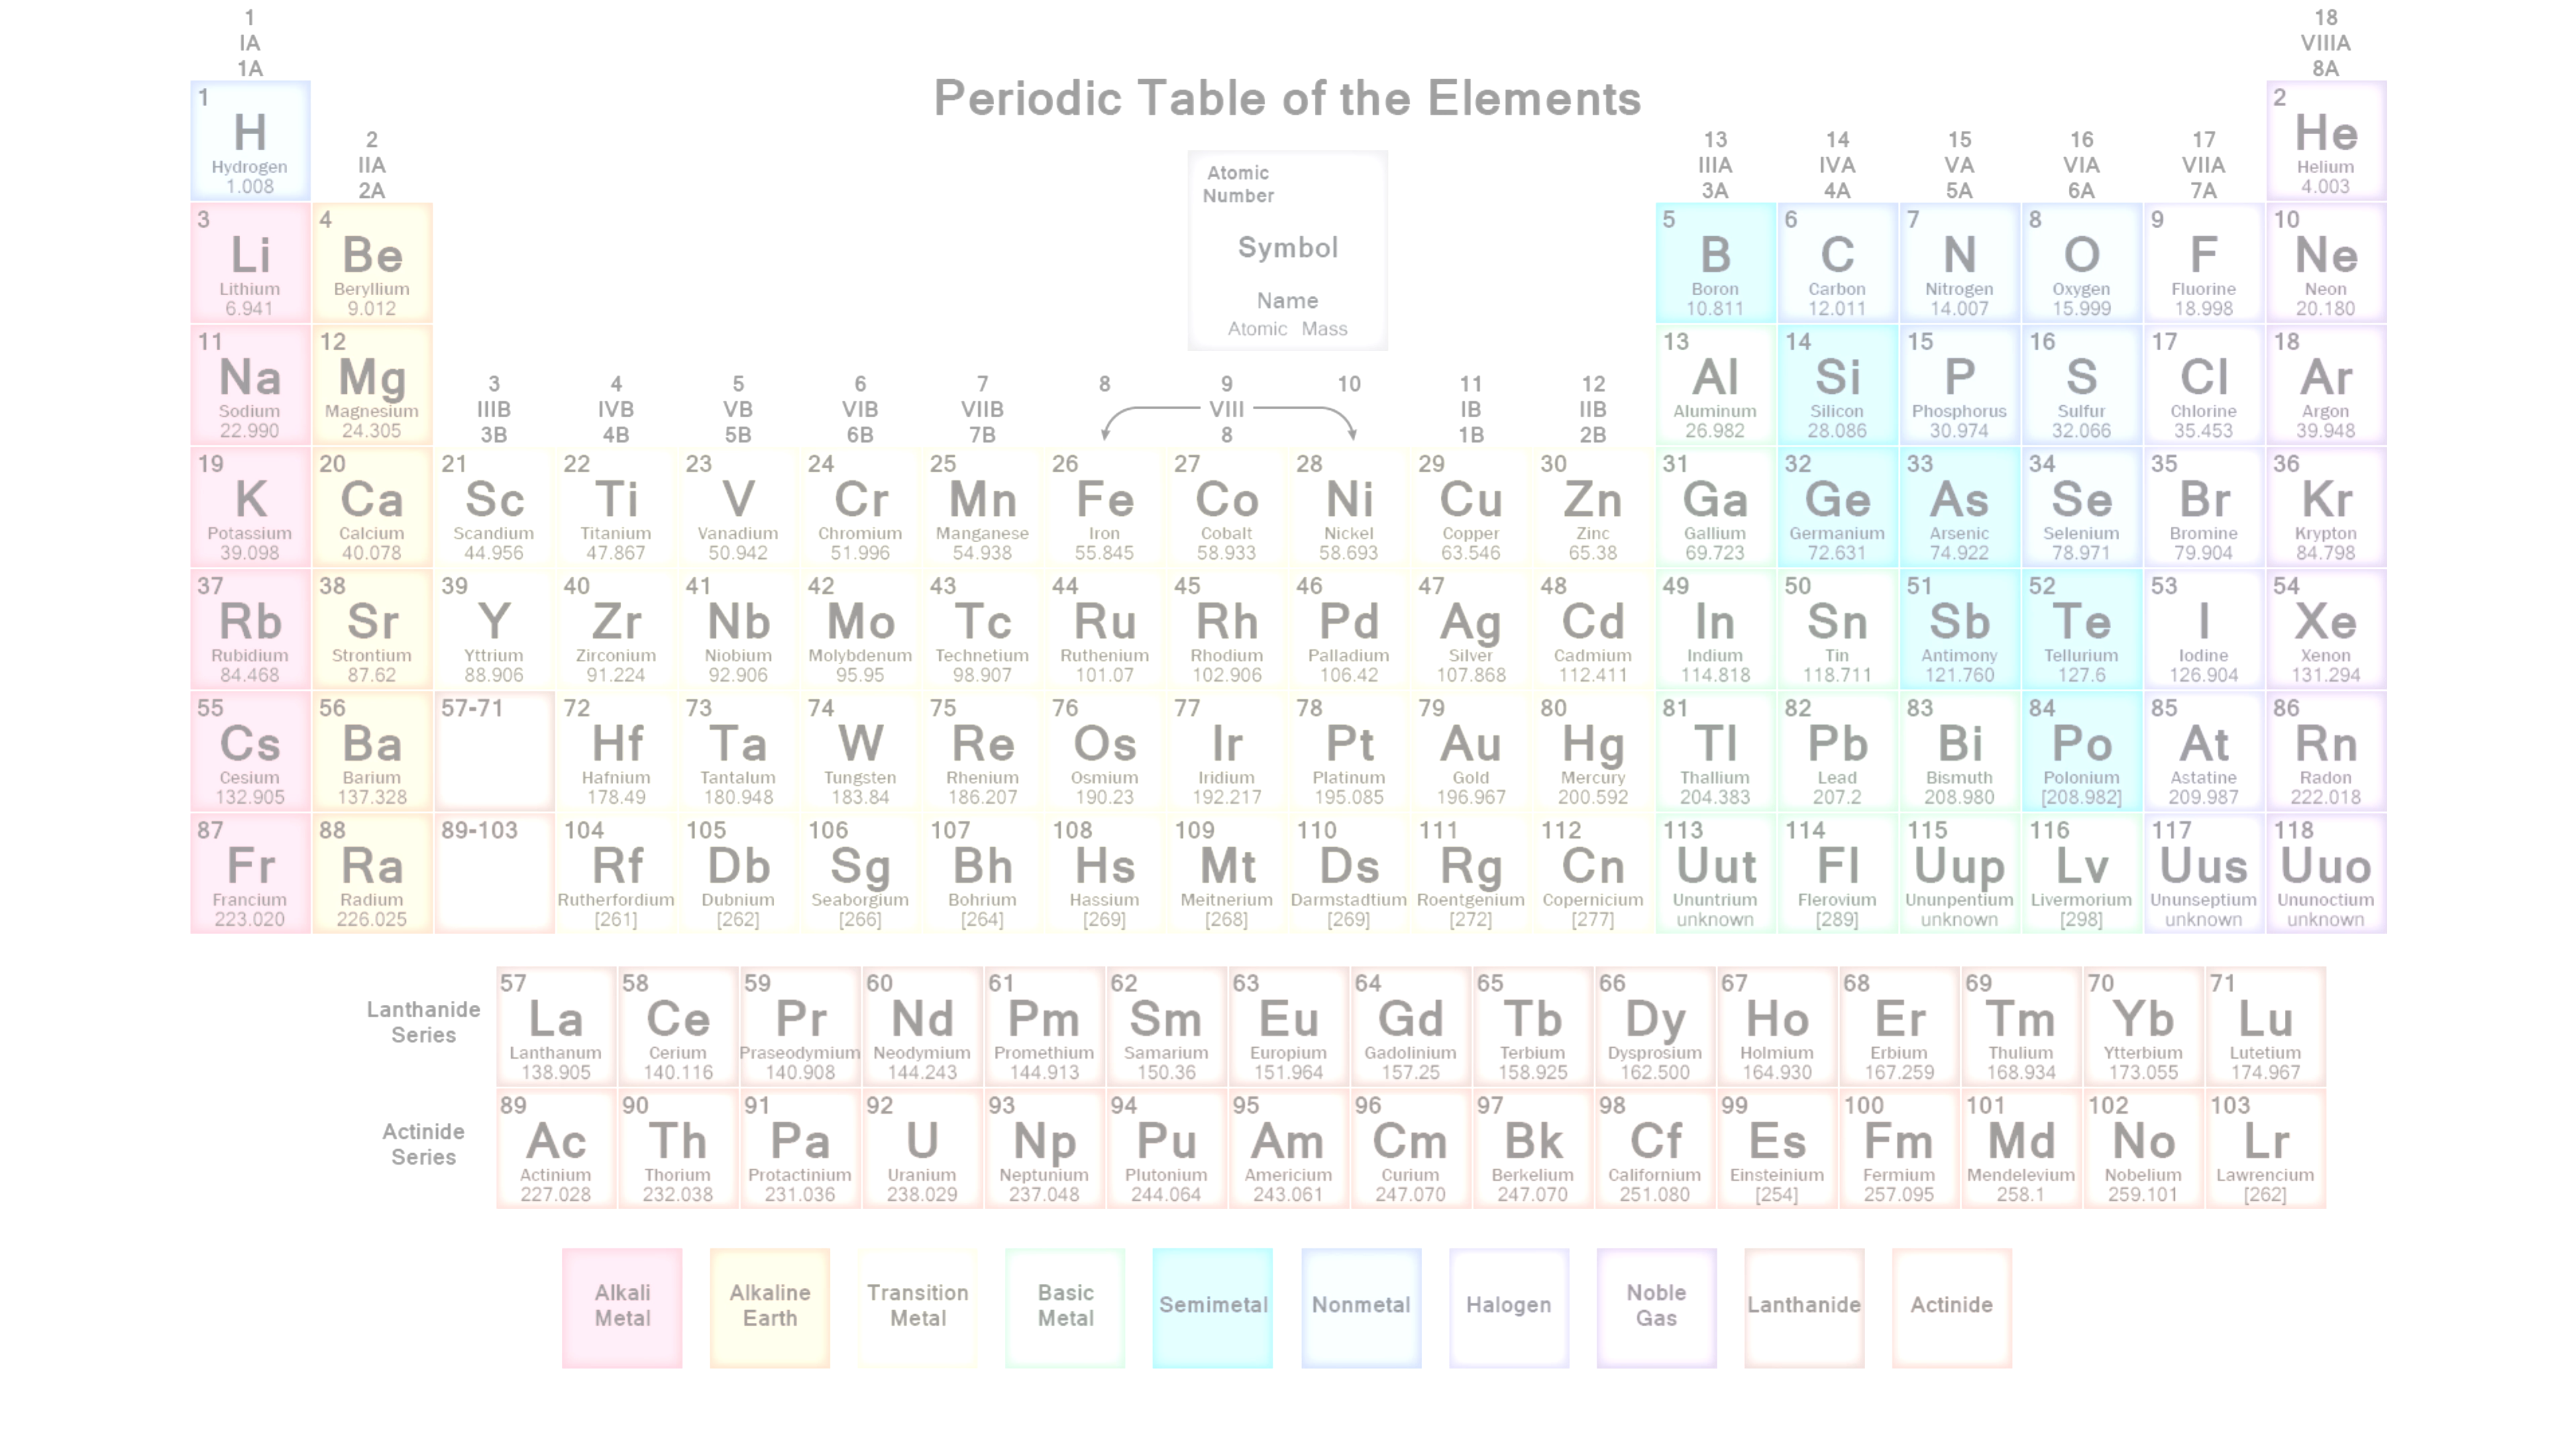 1
IA
1A
18
VIIIA
8A
Periodic Table of the Elements
1
H
Hydrogen
1.008
2
IIA
2A
Atomic
Number
Symbol
Name
Atomic Mass
13
IIIA
3A
14
IVA
4A
15
VA
5A
16
VIA
6A
17
VIIA
7A
2
He
Helium
4.003
3
Li
Lithium
6.941
4
Be
Beryllium
9.012
5
B
Boron
10.811
6
C
Carbon
12.011
7
N
Nitrogen
14.007
8
O
Oxygen
15.999
9
F
Fluorine
18.998
10
Ne
Neon
20.180
11
Na
Sodium
22.990
12
Mg
Magnesium
24.305
3
IIIB
3B
4
IVB
4B
5
VB
5B
6
VIB
6B
7
VIIB
7B
8
9
VIII
8
10
11
IB
1B
12
IIB
2B
13
Al
Aluminum
26.982
14
Si
Silicon
28.086
15
P
Phosphorus
30.974
16
S
Sulfur
32.066
17
Cl
Chlorine
35.453
18
Ar
Argon
39.948
19
K
Potassium
39.098
20
Ca
Calcium
40.078
21
Sc
Scandium
44.956
22
Ti
Titanium
47.867
23
V
Vanadium
50.942
24
Cr
Chromium
51.996
25
Mn
Manganese
54.938
26
Fe
Iron
55.845
27
Co
Cobalt
58.933
28
Ni
Nickel
58.693
29
Cu
Copper
63.546
30
Zn
Zinc
65.38
31
Ga
Gallium
69.723
32
Ge
Germanium
72.631
33
As
Arsenic
74.922
34
Se
Selenium
78.971
35
Br
Bromine
79.904
36
Kr
Krypton
84.798
37
Rb
Rubidium
84.468
38
Sr
Strontium
87.62
39
Y
Yttrium
88.906
40
Zr
Zirconium
91.224
41
Nb
Niobium
92.906
42
Mo
Molybdenum
95.95
43
Tc
Technetium
98.907
44
Ru
Ruthenium
101.07
45
Rh
Rhodium
102.906
46
Pd
Palladium
106.42
47
Ag
Silver
107.868
48
Cd
Cadmium
112.411
49
In
Indium
114.818
50
Sn
Tin
118.711
51
Sb
Antimony
121.760
52
Te
Tellurium
127.6
53
I
Iodine
126.904
54
Xe
Xenon
131.294
55
Cs
Cesium
132.905
56
Ba
Barium
137.328
57-71
72
Hf
Hafnium
178.49
73
Ta
Tantalum
180.948
74
W
Tungsten
183.84
75
Re
Rhenium
186.207
76
Os
Osmium
190.23
77
Ir
Iridium
192.217
78
Pt
Platinum
195.085
79
Au
Gold
196.967
80
Hg
Mercury
200.592
81
Tl
Thallium
204.383
82
Pb
Lead
207.2
83
Bi
Bismuth
208.980
84
Po
Polonium
[208.982]
85
At
Astatine
209.987
86
Rn
Radon
222.018
87
Fr
Francium
223.020
88
Ra
Radium
226.025
89-103
104
Rf
Rutherfordium
[261]
105
Db
Dubnium
[262]
106
Sg
Seaborgium
[266]
107
Bh
Bohrium
[264]
108
Hs
Hassium
[269]
109
Mt
Meitnerium
[268]
110
Ds
Darmstadtium
[269]
111
Rg
Roentgenium
[272]
112
Cn
Copernicium
[277]
113
Uut
Ununtrium
unknown
114
Fl
Flerovium
[289]
115
Uup
Ununpentium
unknown
116
Lv
Livermorium
[298]
117
Uus
Ununseptium
unknown
118
Uuo
Ununoctium
unknown
Lanthanide
Series
57
La
Lanthanum
138.905
58
Ce
Cerium
140.116
59
Pr
Praseodymium
140.908
60
Nd
Neodymium
144.243
61
Pm
Promethium
144.913
62
Sm
Samarium
150.36
63
Eu
Europium
151.964
64
Gd
Gadolinium
157.25
65
Tb
Terbium
158.925
66
Dy
Dysprosium
162.500
67
Ho
Holmium
164.930
68
Er
Erbium
167.259
69
Tm
Thulium
168.934
70
Yb
Ytterbium
173.055
71
Lu
Lutetium
174.967
Actinide
Series
89
Ac
Actinium
227.028
90
Th
Thorium
232.038
91
Pa
Protactinium
231.036
92
U
Uranium
238.029
93
Np
Neptunium
237.048
94
Pu
Plutonium
244.064
95
Am
Americium
243.061
96
Cm
Curium
247.070
97
Bk
Berkelium
247.070
98
Cf
Californium
251.080
99
Es
Einsteinium
[254]
100
Fm
Fermium
257.095
101
Md
Mendelevium
258.1
102
No
Nobelium
259.101
103
Lr
Lawrencium
[262]
Alkali
Metal
Alkaline
Earth
Transition
Metal
Basic
Metal
Semimetal
Nonmetal
Halogen
Noble
Gas
Lanthanide
Actinide